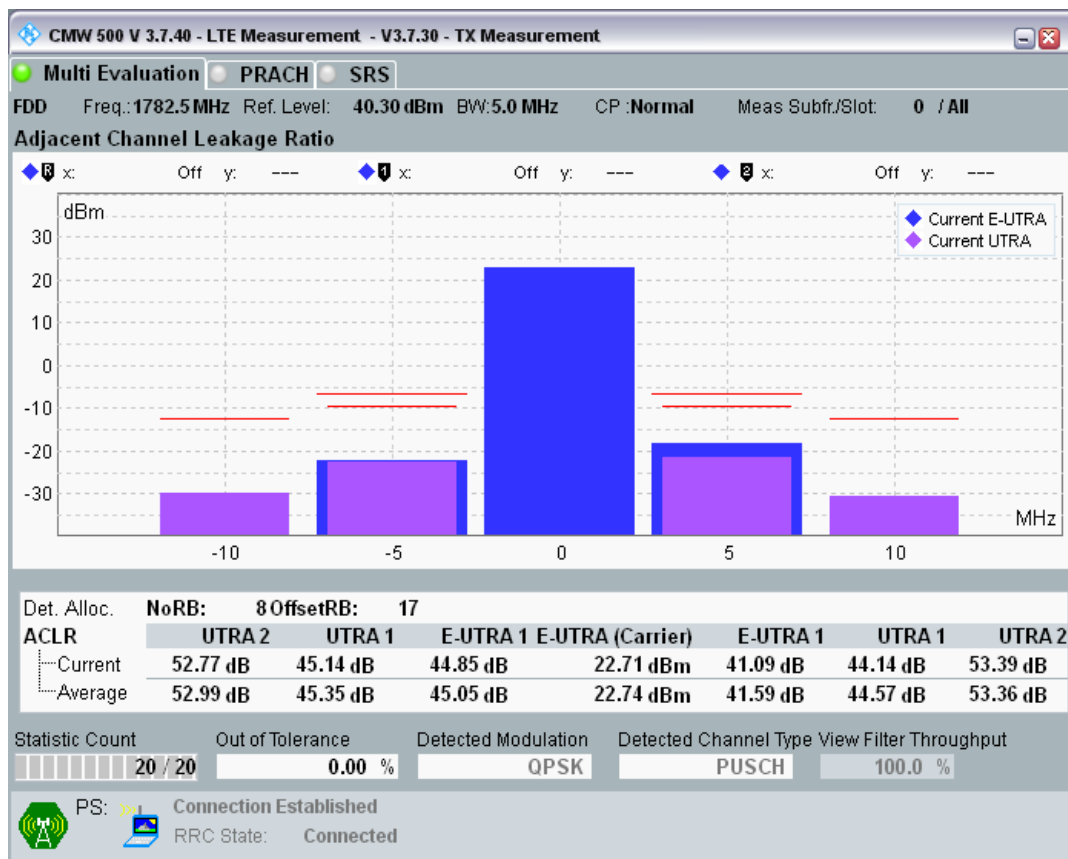 CMW 500 V 3.7.40 - LTE Measurement - V3.7.30 - TX Measurement
Multi Evaluation PRACH SRS
FDD Freq.:1782.5 MHz Ref. Level: 40.30 dBm BW:5.0 MHz CP :Normal Meas Subfr./Slot: 0 / All
Adjacent Channel Leakage Ratio
R x: Off y: --- 1 x: Off y: --- 2 x: Off y: ---
dBm
Current E-UTRA
Current UTRA
30
20
10
0
-10
-20
-30
MHz
-10 -5 0 5 10
Det. Alloc. NoRB: 8 OffsetRB: 17
ACLR UTRA 2 UTRA 1 E-UTRA 1 E-UTRA (Carrier) E-UTRA 1 UTRA 1 UTRA 2
Current 52.77 dB 45.14 dB 44.85 dB 22.71 dBm 41.09 dB 44.14 dB 53.39 dB
Average 52.99 dB 45.35 dB 45.05 dB 22.74 dBm 41.59 dB 44.57 dB 53.36 dB
Statistic Count Out of Tolerance Detected Modulation Detected Channel Type View Filter Throughput
20 / 20 0.00 % QPSK PUSCH 100.0 %
PS: Connection Established
RRC State: Connected